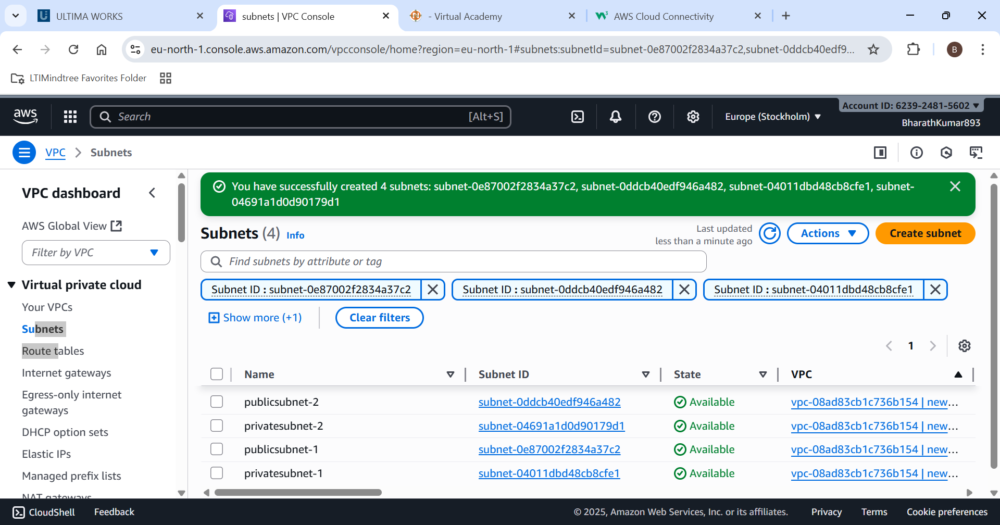 ULTIMA WORKS
subnets | VPC Console
- Virtual Academy
AWS Cloud Connectivity
eu-north-1.console.aws.amazon.com/vpcconsole/home?region=eu-north-1#subnets:subnetId=subnet-0e87002f2834a37c2,subnet-0ddcb40edf9...
B
LTIMindtree Favorites Folder
aws
Search
[Alt+S]
Europe (Stockholm)
Account ID: 6239-2481-5602
BharathKumar893
VPC
Subnets
VPC dashboard
AWS Global View
Filter by VPC
Virtual private cloud
Your VPCs
Subnets
Route tables
Internet gateways
Egress-only internet
gateways
DHCP option sets
Elastic IPs
Managed prefix lists
NAT gateways
You have successfully created 4 subnets: subnet-0e87002f2834a37c2, subnet-0ddcb40edf946a482, subnet-04011dbd48cb8cfe1, subnet-
04691a1d0d90179d1
Subnets (4) Info
Last updated
less than a minute ago
Actions
Create subnet
Find subnets by attribute or tag
Subnet ID : subnet-0e87002f2834a37c2
Subnet ID : subnet-0ddcb40edf946a482
Subnet ID : subnet-04011dbd48cb8cfe1
Show more (+1)
Clear filters
1
Name Subnet ID State VPC
publicsubnet-2 subnet-0ddcb40edf946a482 Available vpc-08ad83cb1c736b154 | new...
privatesubnet-2 subnet-04691a1d0d90179d1 Available vpc-08ad83cb1c736b154 | new...
publicsubnet-1 subnet-0e87002f2834a37c2 Available vpc-08ad83cb1c736b154 | new...
privatesubnet-1 subnet-04011dbd48cb8cfe1 Available vpc-08ad83cb1c736b154 | new...
CloudShell
Feedback
© 2025, Amazon Web Services, Inc. or its affiliates.
Privacy
Terms
Cookie preferences